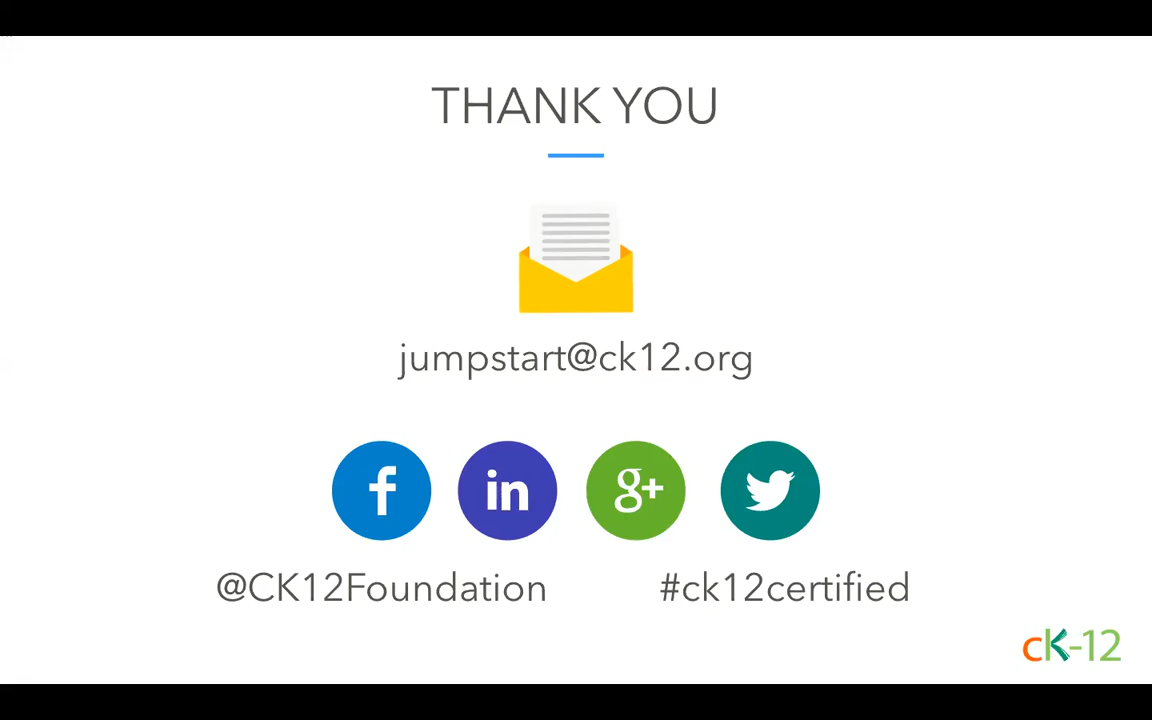 THANK YOU
jumpstart@ck12.org
f in g+
@CK12Foundation #ck12certified
cK-12